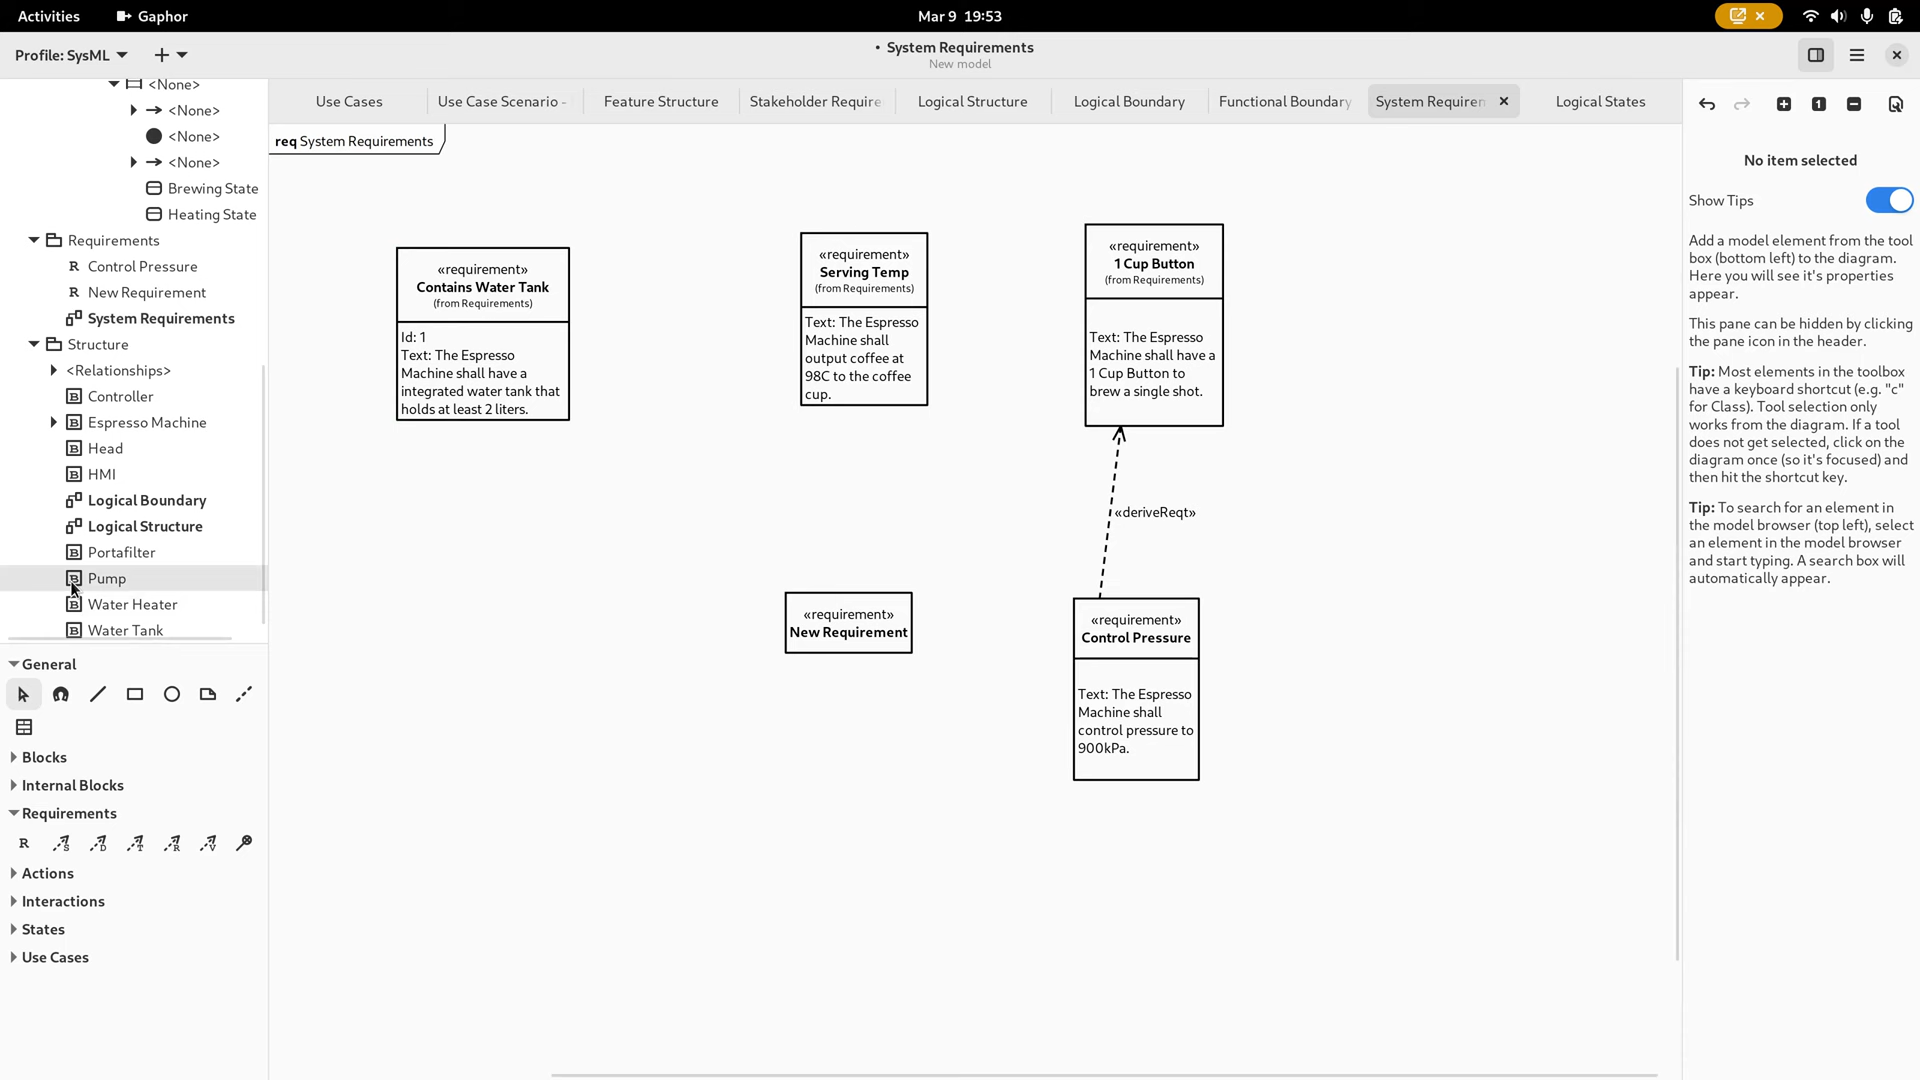 Activities
Gaphor
Mar 9 19:53
Profile: SysML
• System Requirements
New model
<None>
<None>
<None>
<None>
Brewing State
Heating State
Requirements
R Control Pressure
R New Requirement
System Requirements
Structure
<Relationships>
B Controller
B Espresso Machine
B Head
B HMI
Logical Boundary
Logical Structure
B Portafilter
B Pump
B Water Heater
B Water Tank
General
Blocks
Internal Blocks
Requirements
R S D T R V
Actions
Interactions
States
Use Cases
Use Cases
Use Case Scenario -
Feature Structure
Stakeholder Require
Logical Structure
Logical Boundary
Functional Boundary
System Requiren
Logical States
req System Requirements
«requirement»
Contains Water Tank
(from Requirements)
Id: 1
Text: The Espresso
Machine shall have a
integrated water tank that
holds at least 2 liters.
«requirement»
Serving Temp
(from Requirements)
Text: The Espresso
Machine shall
output coffee at
98C to the coffee
cup.
«requirement»
1 Cup Button
(from Requirements)
Text: The Espresso
Machine shall have a
1 Cup Button to
brew a single shot.
«deriveReqt»
«requirement»
New Requirement
«requirement»
Control Pressure
Text: The Espresso
Machine shall
control pressure to
900kPa.
1
No item selected
Show Tips
Add a model element from the tool
box (bottom left) to the diagram.
Here you will see it's properties
appear.
This pane can be hidden by clicking
the pane icon in the header.
Tip: Most elements in the toolbox
have a keyboard shortcut (e.g. "c"
for Class). Tool selection only
works from the diagram. If a tool
does not get selected, click on the
diagram once (so it's focused) and
then hit the shortcut key.
Tip: To search for an element in
the model browser (top left), select
an element in the model browser
and start typing. A search box will
automatically appear.